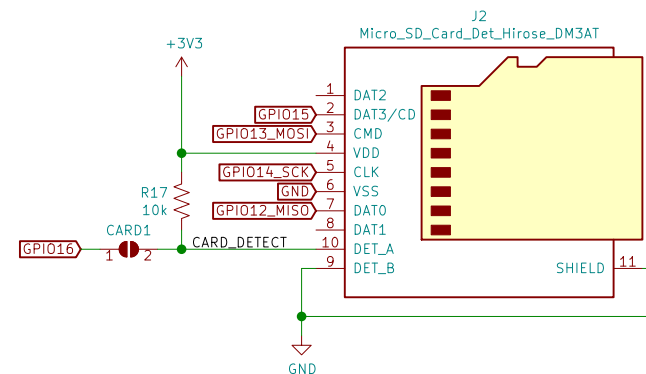 J2
Micro_SD_Card_Det_Hirose_DM3AT
+3V3
1 DAT2
GPIO15 2 DAT3/CD
GPIO13_MOSI 3 CMD
4 VDD
GPIO14_SCK 5 CLK
GND 6 VSS
GPIO12_MISO 7 DAT0
8 DAT1
R17
10k
CARD1
GPIO16 1 2 CARD_DETECT 10 DET_A
9 DET_B
SHIELD 11
GND